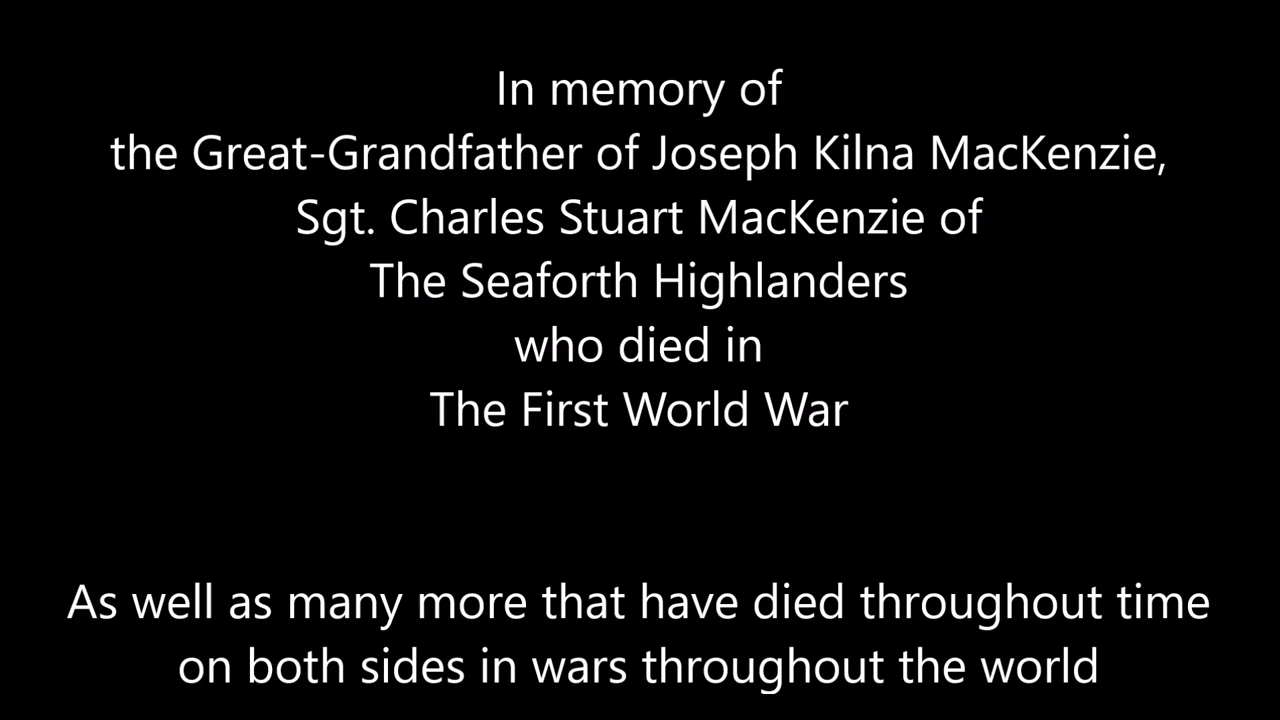 In memory of
the Great-Grandfather of Joseph Kilna MacKenzie,
Sgt. Charles Stuart MacKenzie of
The Seaforth Highlanders
who died in
The First World War
As well as many more that have died throughout time
on both sides in wars throughout the world